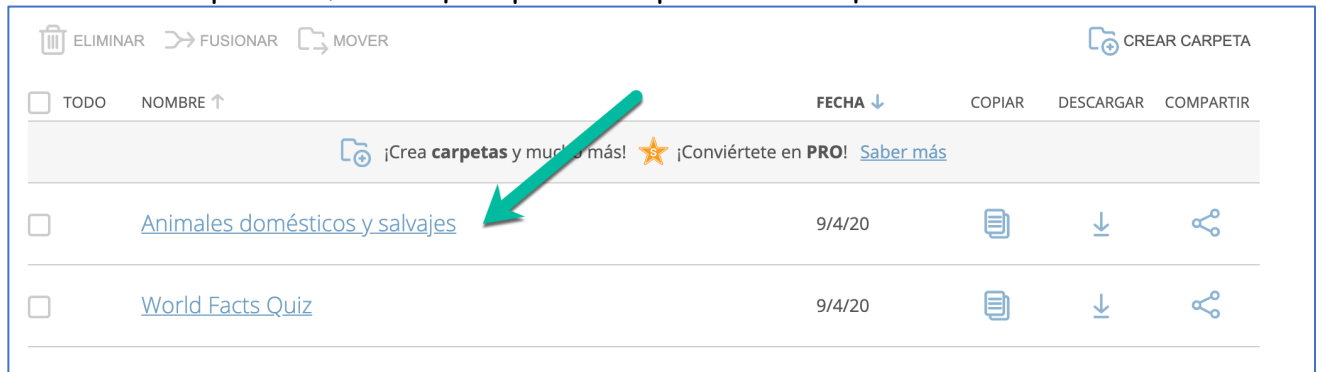 ELIMINAR FUSIONAR MOVER CREAR CARPETA
TODO NOMBRE ↑ FECHA ↓ COPIAR DESCARGAR COMPARTIR
¡Crea carpetas y mucho más! S ¡Conviértete en PRO! Saber más
Animales domésticos y salvajes 9/4/20
World Facts Quiz 9/4/20